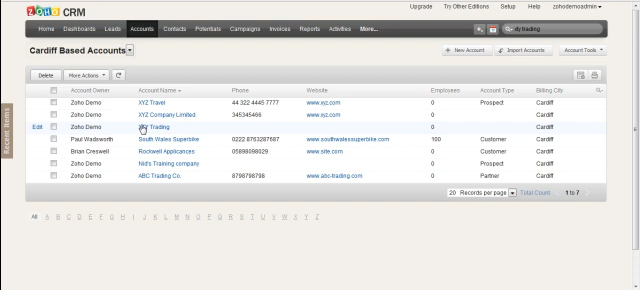 Upgrade Try Other Editions Setup Help zohodemoadmin
ZOHO CRM
Home Dashboards Leads Accounts Contacts Potentials Campaigns Invoices Reports Activities More... xyz trading
Cardiff Based Accounts + New Account Import Accounts Account Tools
Delete More Actions
Account Owner Account Name Phone Website Employees Account Type Billing City
Zoho Demo XYZ Travel 44 322 4445 7777 www.xyz.com 0 Prospect Cardiff
Zoho Demo XYZ Company Limited 345345466 www.xyz.com 0 Cardiff
Edit Zoho Demo XYZ Trading 0 Cardiff
Paul Wadsworth South Wales Superbike 0222 8763287687 www.southwalessuperbike.com 100 Customer Cardiff
Brian Creswell Rockwell Applicances 05898098029 www.site.com 0 Customer Cardiff
Zoho Demo Nid's Training company 0 Prospect Cardiff
Zoho Demo ABC Trading Co. 8798798798 www.abc-trading.com 0 Partner Cardiff
20 Records per page Total Count 1 to 7
All A B C D E F G H I J K L M N O P Q R S T U V W X Y Z
Recent Items